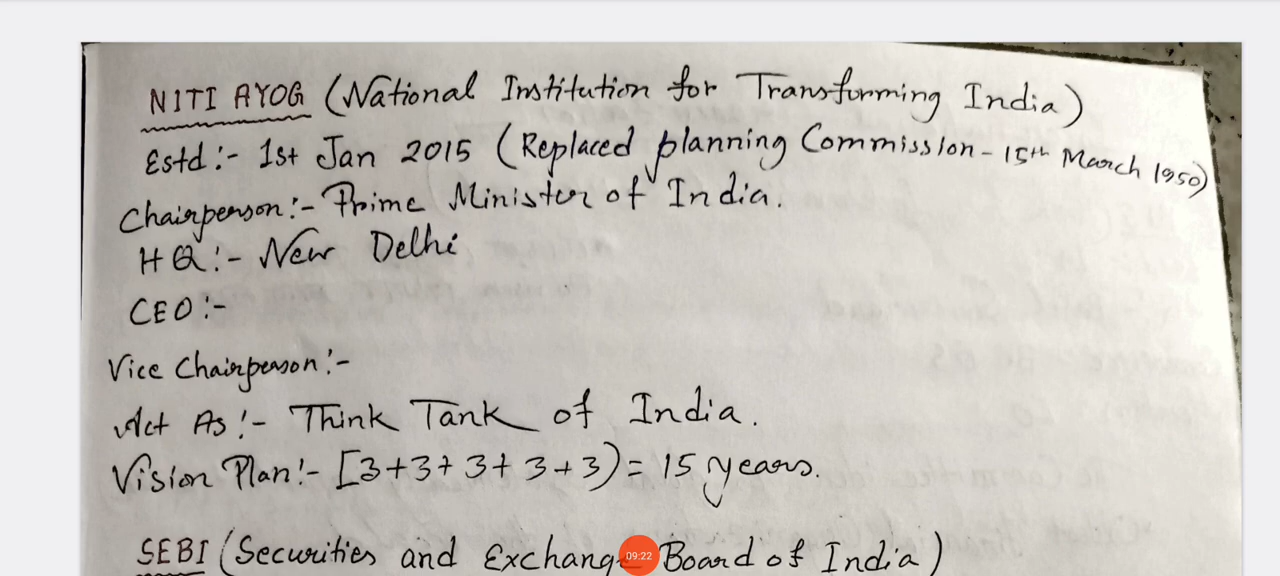 NITI AYOG (National Institution for Transforming India)
Estd:- 1st Jan 2015 (Replaced planning Commission - 15th March 1950)
Chairperson:- Prime Minister of India.
HQ:- New Delhi
CEO:-
Vice Chairperson:-
Act As:- Think Tank of India.
Vision Plan:- [3+3+3+3+3) = 15 years.
SEBI (Securities and Exchange Board of India)
09:22